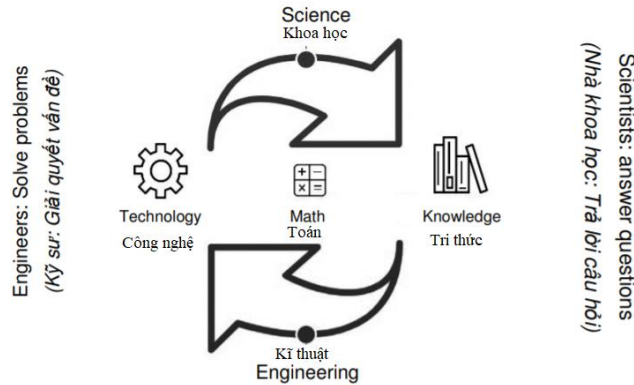 Science
Khoa học
Engineers: Solve problems
(Kỹ sư: Giải quyết vấn đề)
Technology
Công nghệ
+ −
× =
Math
Toán
Knowledge
Tri thức
Scientists: answer questions
(Nhà khoa học: Trả lời câu hỏi)
Kĩ thuật
Engineering